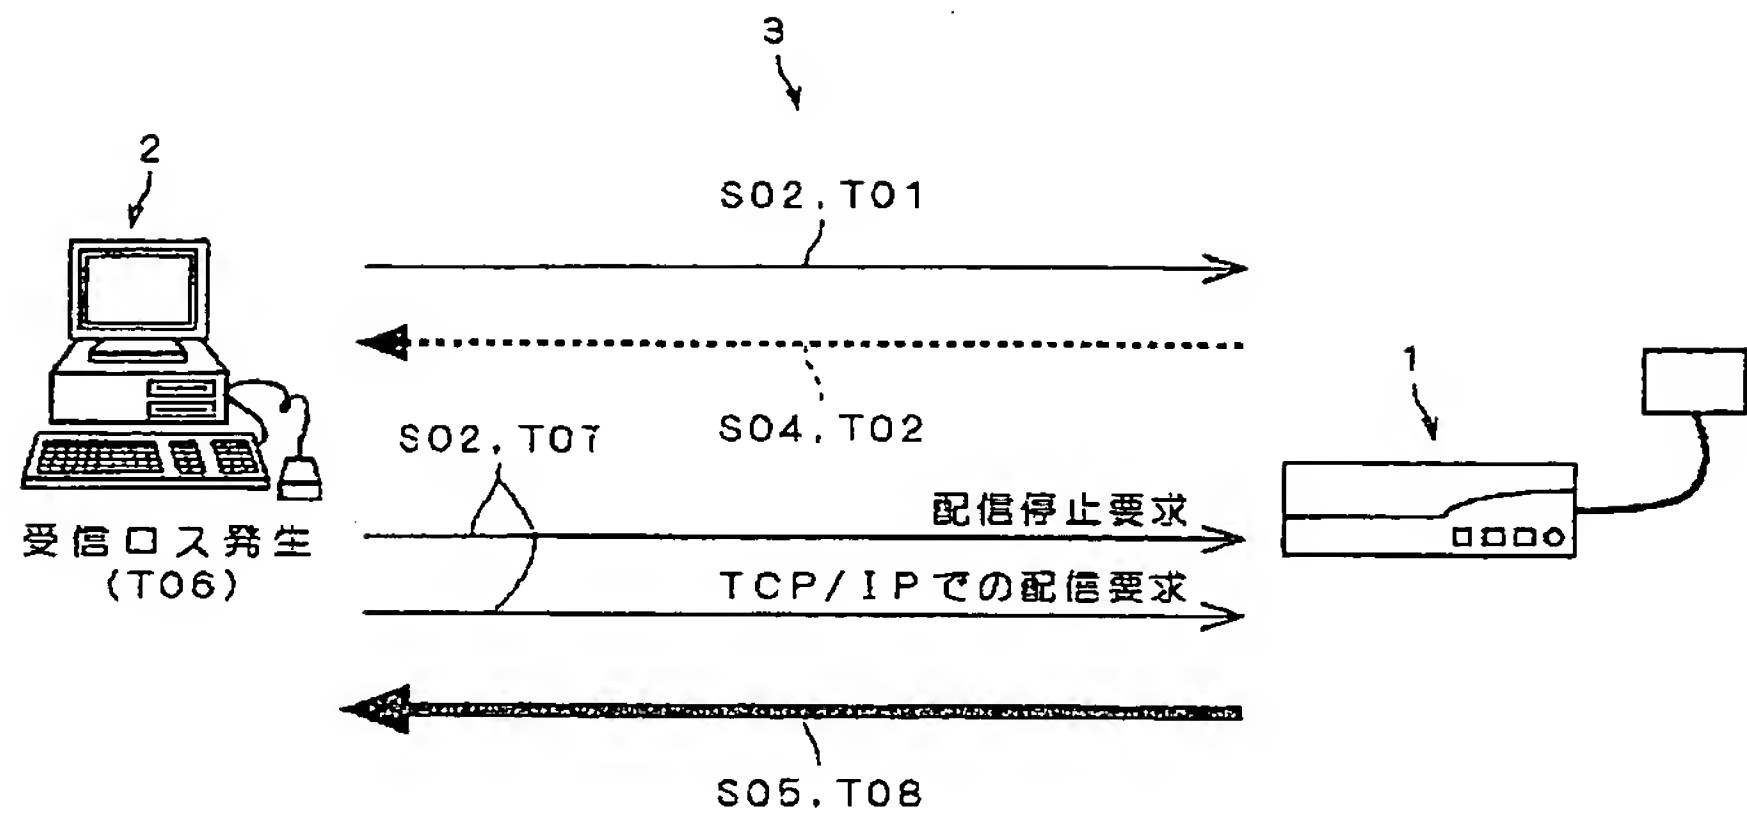 3
2
S02,T01
1
S04,T02
S02,T07
配信停止要求
受信ロス発生
(T06)
TCP/IPでの配信要求
S05,T08